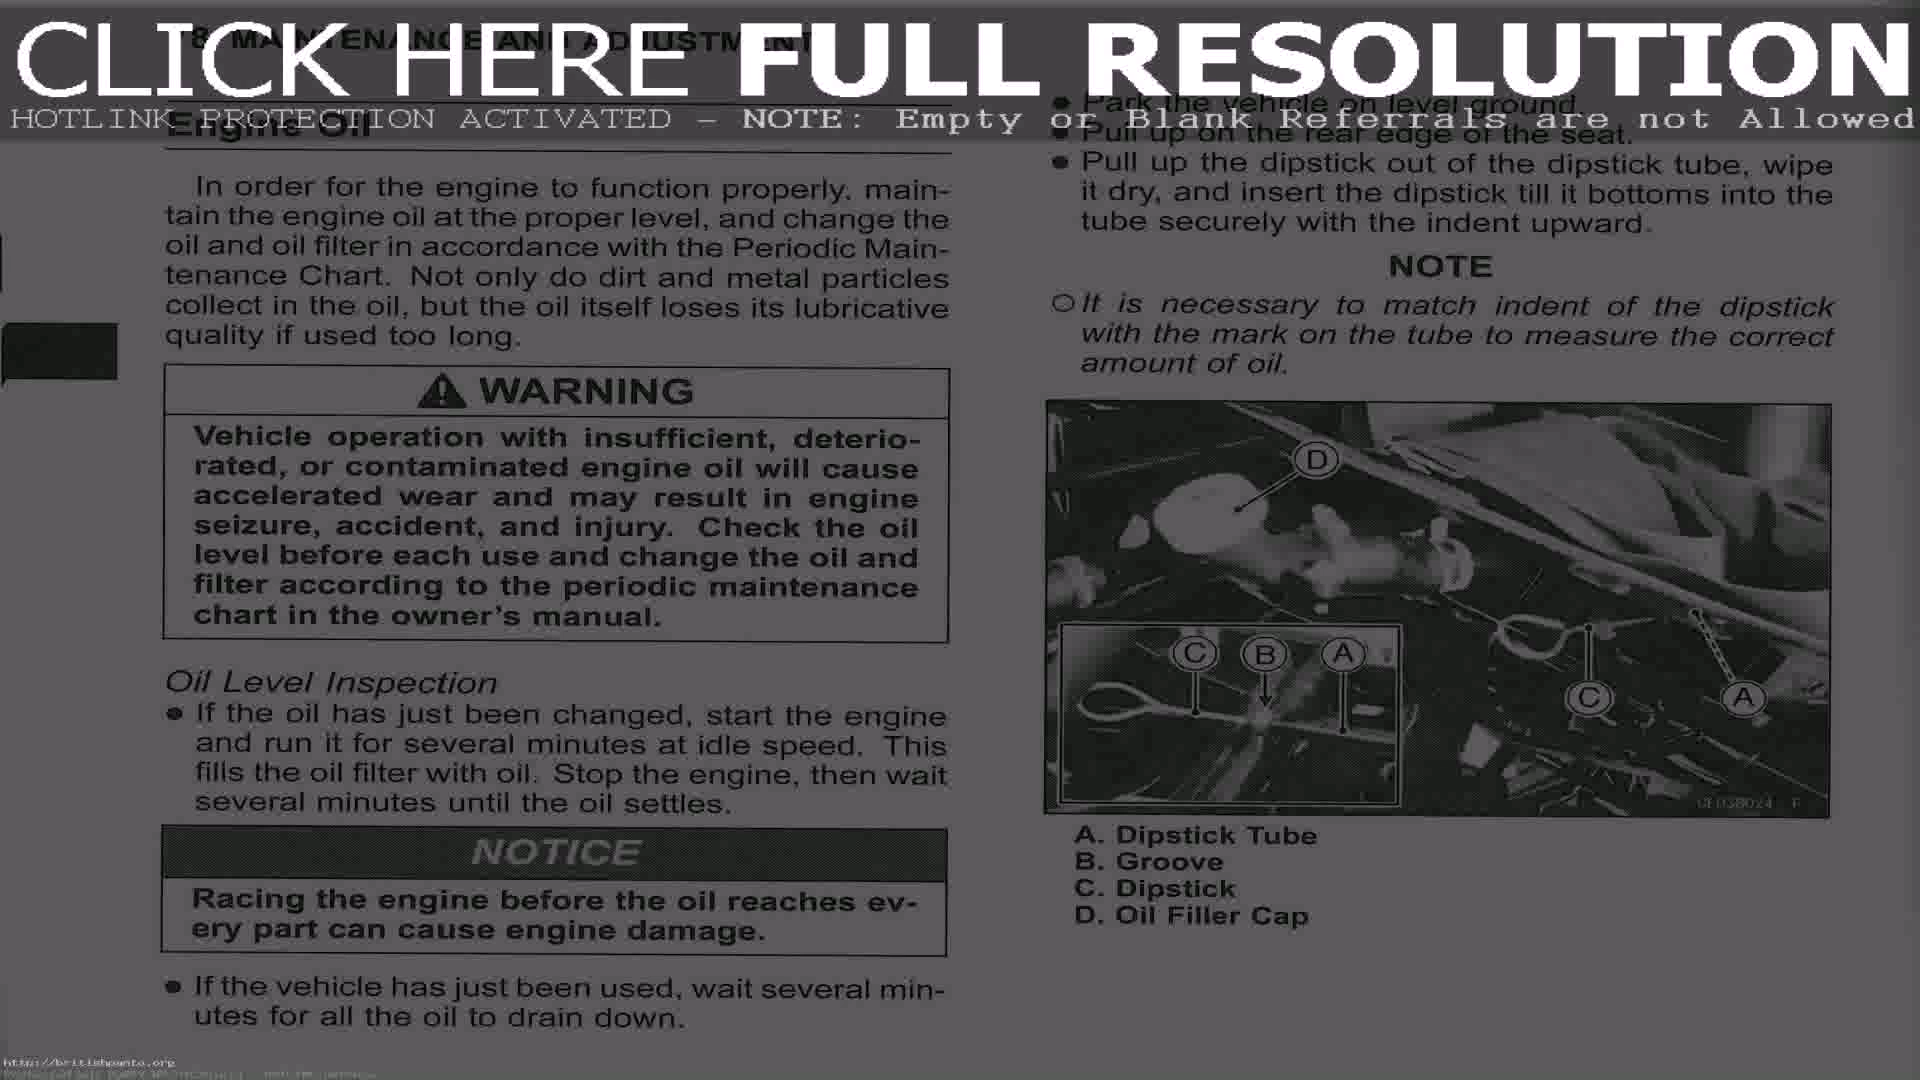 CLICK HERE FULL RESOLUTION
HOTLINK PROTECTION ACTIVATED – NOTE: Empty or Blank Referrals are not Allowed
MAINTENANCE AND ADJUSTMENT
Engine Oil
In order for the engine to function properly, main-
tain the engine oil at the proper level, and change the
oil and oil filter in accordance with the Periodic Main-
tenance Chart. Not only do dirt and metal particles
collect in the oil, but the oil itself loses its lubricative
quality if used too long.
WARNING
Vehicle operation with insufficient, deterio-
rated, or contaminated engine oil will cause
accelerated wear and may result in engine
seizure, accident, and injury. Check the oil
level before each use and change the oil and
filter according to the periodic maintenance
chart in the owner's manual.
Oil Level Inspection
● If the oil has just been changed, start the engine
and run it for several minutes at idle speed. This
fills the oil filter with oil. Stop the engine, then wait
several minutes until the oil settles.
NOTICE
Racing the engine before the oil reaches ev-
ery part can cause engine damage.
● If the vehicle has just been used, wait several min-
utes for all the oil to drain down.
● Park the vehicle on level ground.
● Pull up on the rear edge of the seat.
● Pull up the dipstick out of the dipstick tube, wipe
it dry, and insert the dipstick till it bottoms into the
tube securely with the indent upward.
NOTE
○ It is necessary to match indent of the dipstick
with the mark on the tube to measure the correct
amount of oil.
D
C B A
C A
A. Dipstick Tube
B. Groove
C. Dipstick
D. Oil Filler Cap